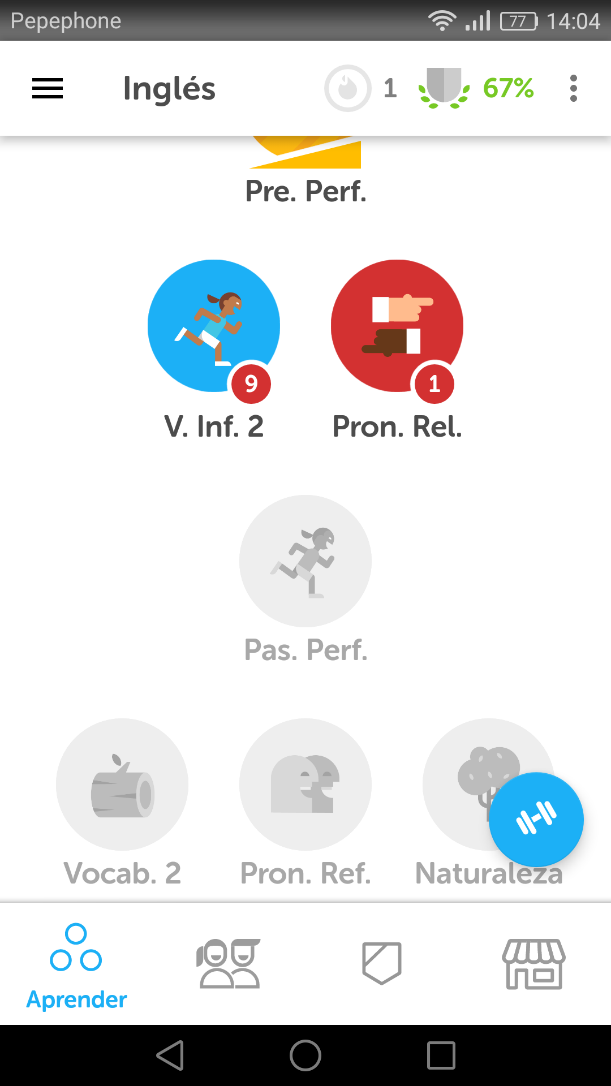 Pepephone 77 14:04
Inglés 1 67%
Pre. Perf.
9 1
V. Inf. 2 Pron. Rel.
Pas. Perf.
Vocab. 2 Pron. Ref. Naturaleza
Aprender